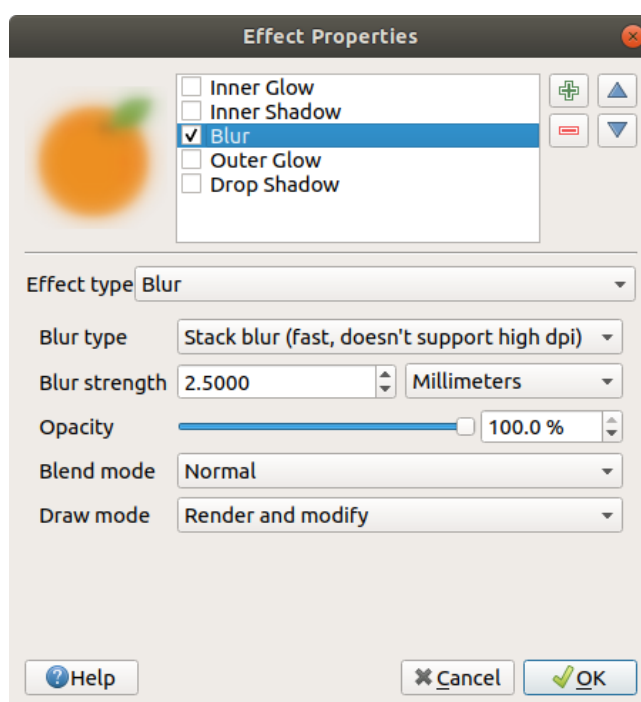 Effect Properties
Inner Glow
Inner Shadow
Blur
Outer Glow
Drop Shadow
Effect type Blur
Blur type Stack blur (fast, doesn't support high dpi)
Blur strength 2.5000 Millimeters
Opacity 100.0 %
Blend mode Normal
Draw mode Render and modify
Help Cancel OK